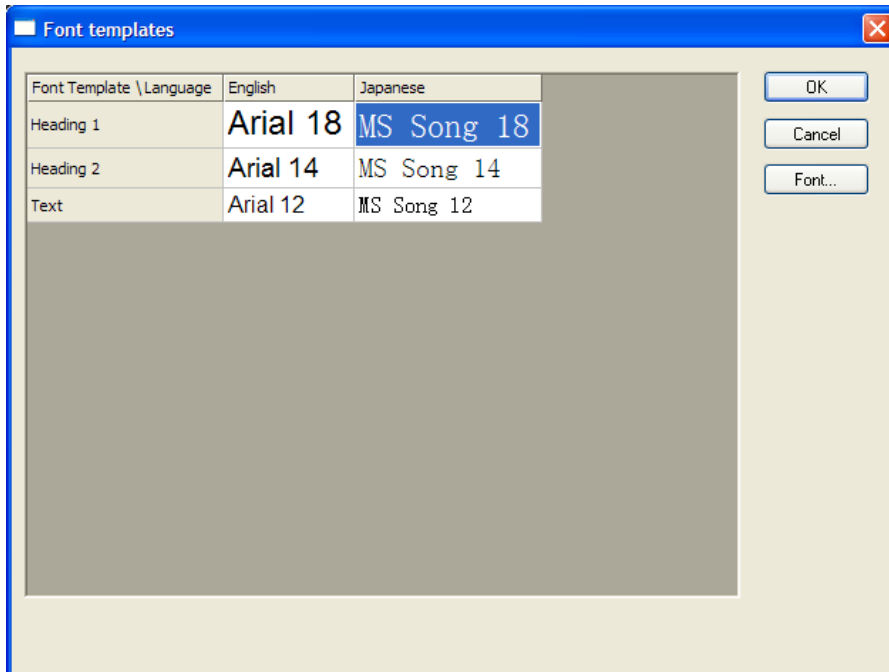 Font templates
Font Template \ Language English Japanese
Heading 1 Arial 18 MS Song 18
Heading 2 Arial 14 MS Song 14
Text Arial 12 MS Song 12
OK
Cancel
Font...